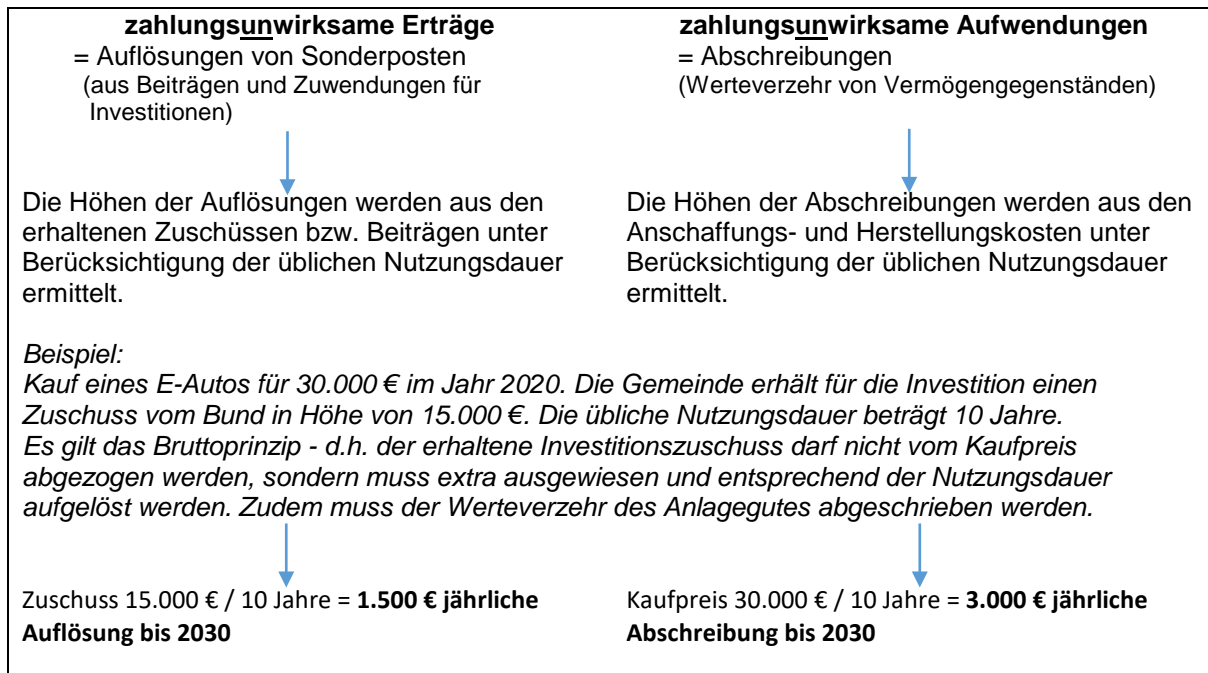 zahlungsunwirksame Erträge
= Auflösungen von Sonderposten
(aus Beiträgen und Zuwendungen für
Investitionen)
zahlungsunwirksame Aufwendungen
= Abschreibungen
(Werteverzehr von Vermögengegenständen)
Die Höhen der Auflösungen werden aus den
erhaltenen Zuschüssen bzw. Beiträgen unter
Berücksichtigung der üblichen Nutzungsdauer
ermittelt.
Die Höhen der Abschreibungen werden aus den
Anschaffungs- und Herstellungskosten unter
Berücksichtigung der üblichen Nutzungsdauer
ermittelt.
Beispiel:
Kauf eines E-Autos für 30.000 € im Jahr 2020. Die Gemeinde erhält für die Investition einen
Zuschuss vom Bund in Höhe von 15.000 €. Die übliche Nutzungsdauer beträgt 10 Jahre.
Es gilt das Bruttoprinzip - d.h. der erhaltene Investitionszuschuss darf nicht vom Kaufpreis
abgezogen werden, sondern muss extra ausgewiesen und entsprechend der Nutzungsdauer
aufgelöst werden. Zudem muss der Werteverzehr des Anlagegutes abgeschrieben werden.
Zuschuss 15.000 € / 10 Jahre = 1.500 € jährliche
Auflösung bis 2030
Kaufpreis 30.000 € / 10 Jahre = 3.000 € jährliche
Abschreibung bis 2030